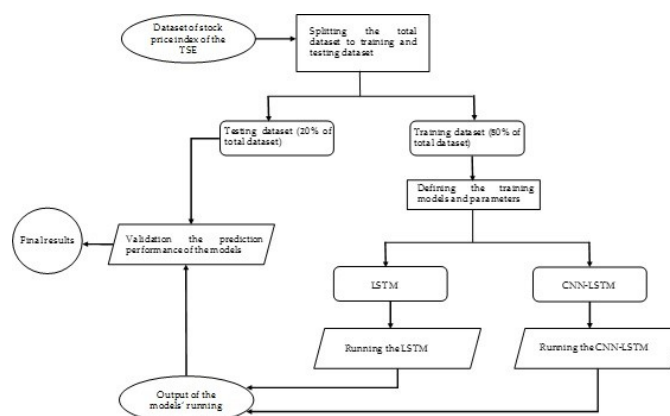 Dataset of stock
price index of the
TSE
Splitting the total
dataset to training and
testing dataset
Testing dataset (20% of
total dataset)
Training dataset (80% of
total dataset)
Defining the training
models and parameters
Final results
Validation the prediction
performance of the models
LSTM
CNN-LSTM
Running the LSTM
Running the CNN-LSTM
Output of the
models' running